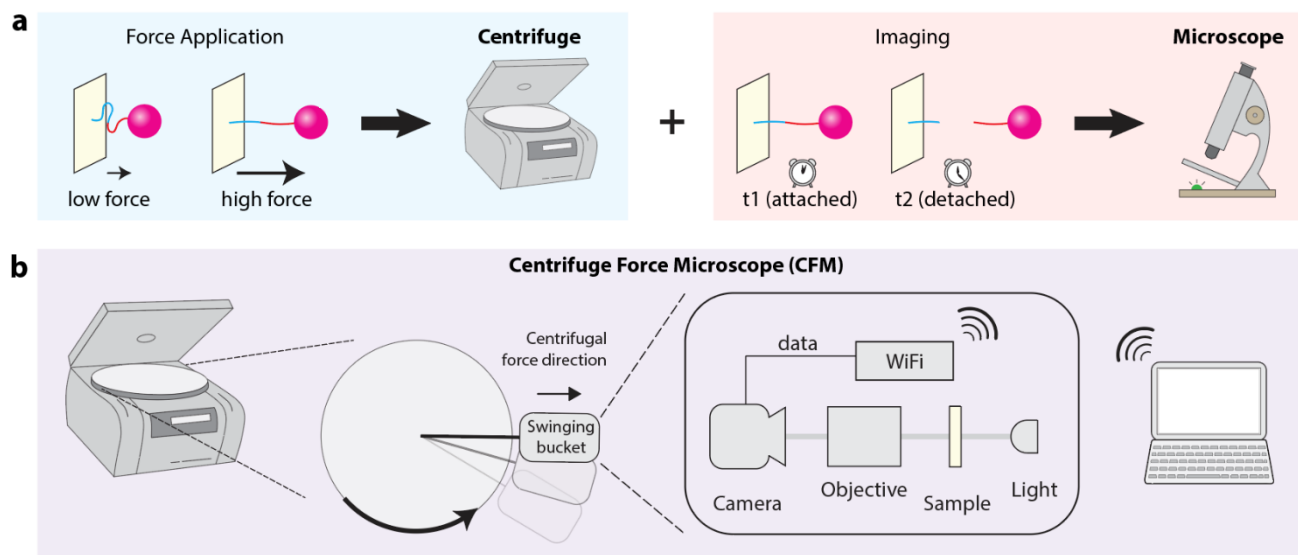 a
Force Application
Centrifuge
low force
high force
+
Imaging
Microscope
t1 (attached)
t2 (detached)
b
Centrifuge Force Microscope (CFM)
Centrifugal
force direction
Swinging
bucket
data
WiFi
Camera
Objective
Sample
Light